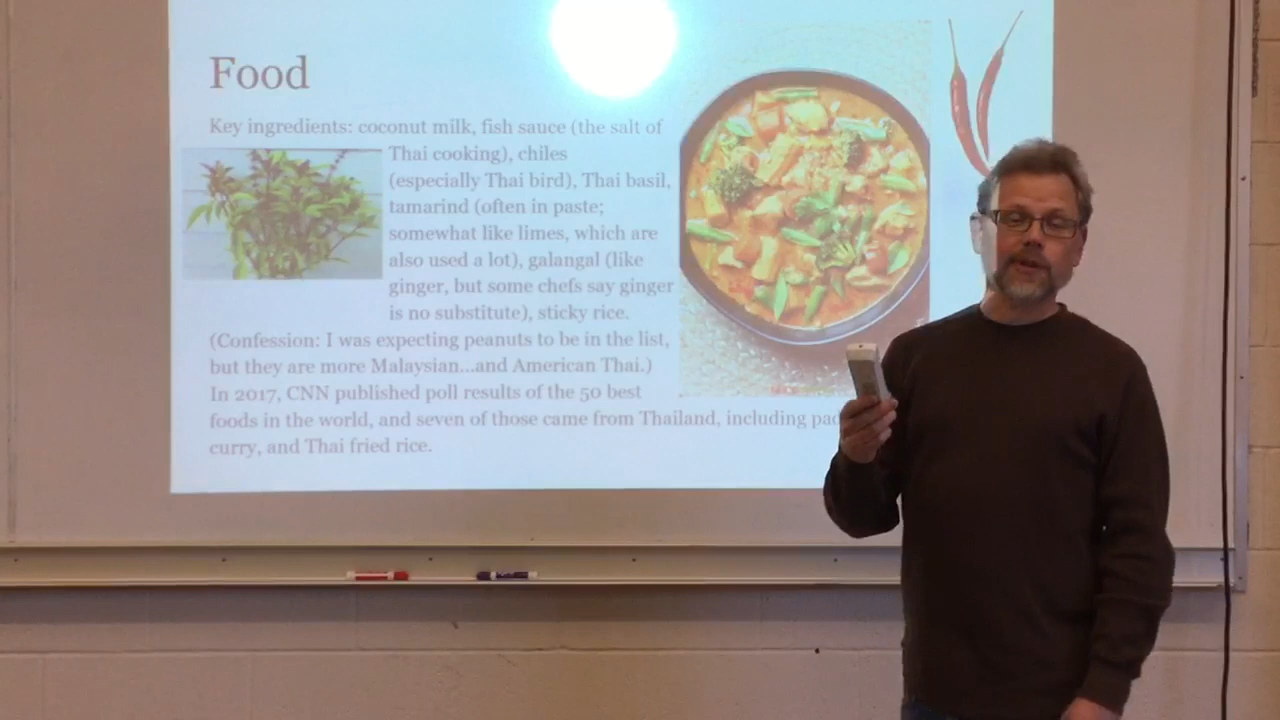 Food
Key ingredients: coconut milk, fish sauce (the salt of
Thai cooking), chiles
(especially Thai bird), Thai basil,
tamarind (often in paste;
somewhat like limes, which are
also used a lot), galangal (like
ginger, but some chefs say ginger
is no substitute), sticky rice.
(Confession: I was expecting peanuts to be in the list,
but they are more Malaysian...and American Thai.)
In 2017, CNN published poll results of the 50 best
foods in the world, and seven of those came from Thailand, including pad
curry, and Thai fried rice.